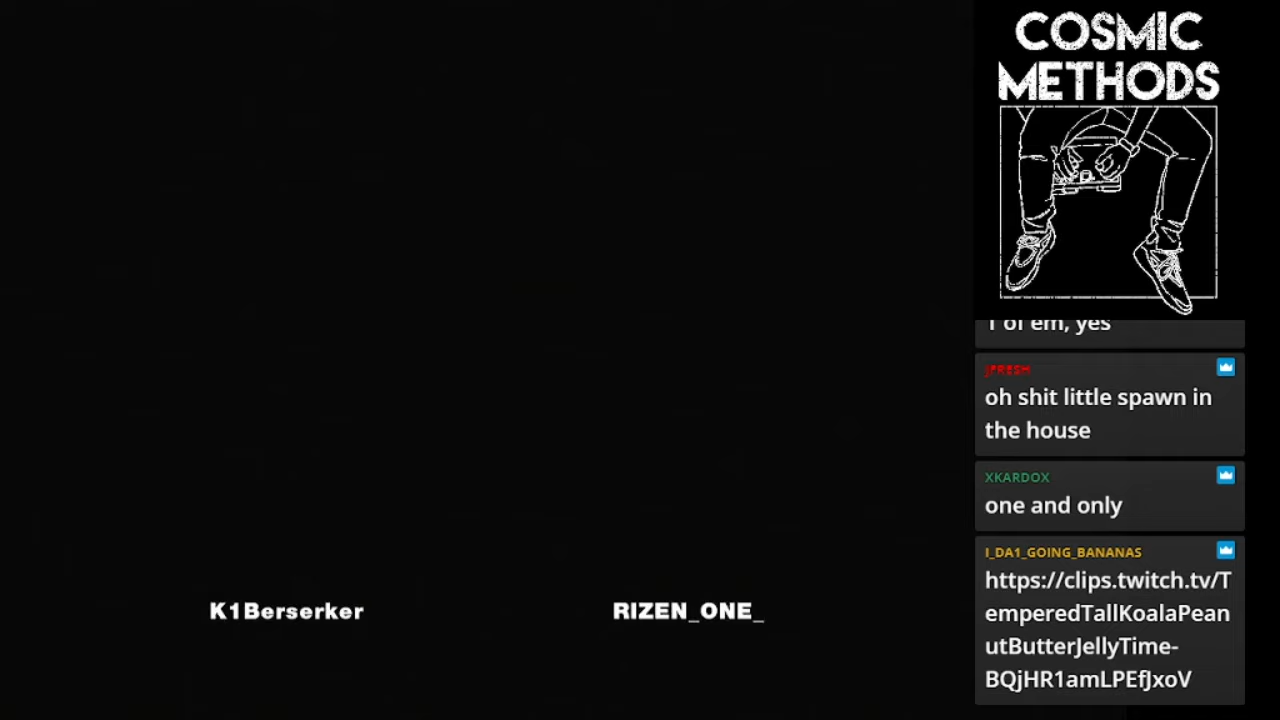 COSMIC
METHODS
1 of em, yes
JFRESH
oh shit little spawn in
the house
XKARDOX
one and only
I_DA1_GOING_BANANAS
https://clips.twitch.tv/T
emperedTallKoalaPean
utButterJellyTime-
BQjHR1amLPEfJxoV
K1Berserker
RIZEN_ONE_